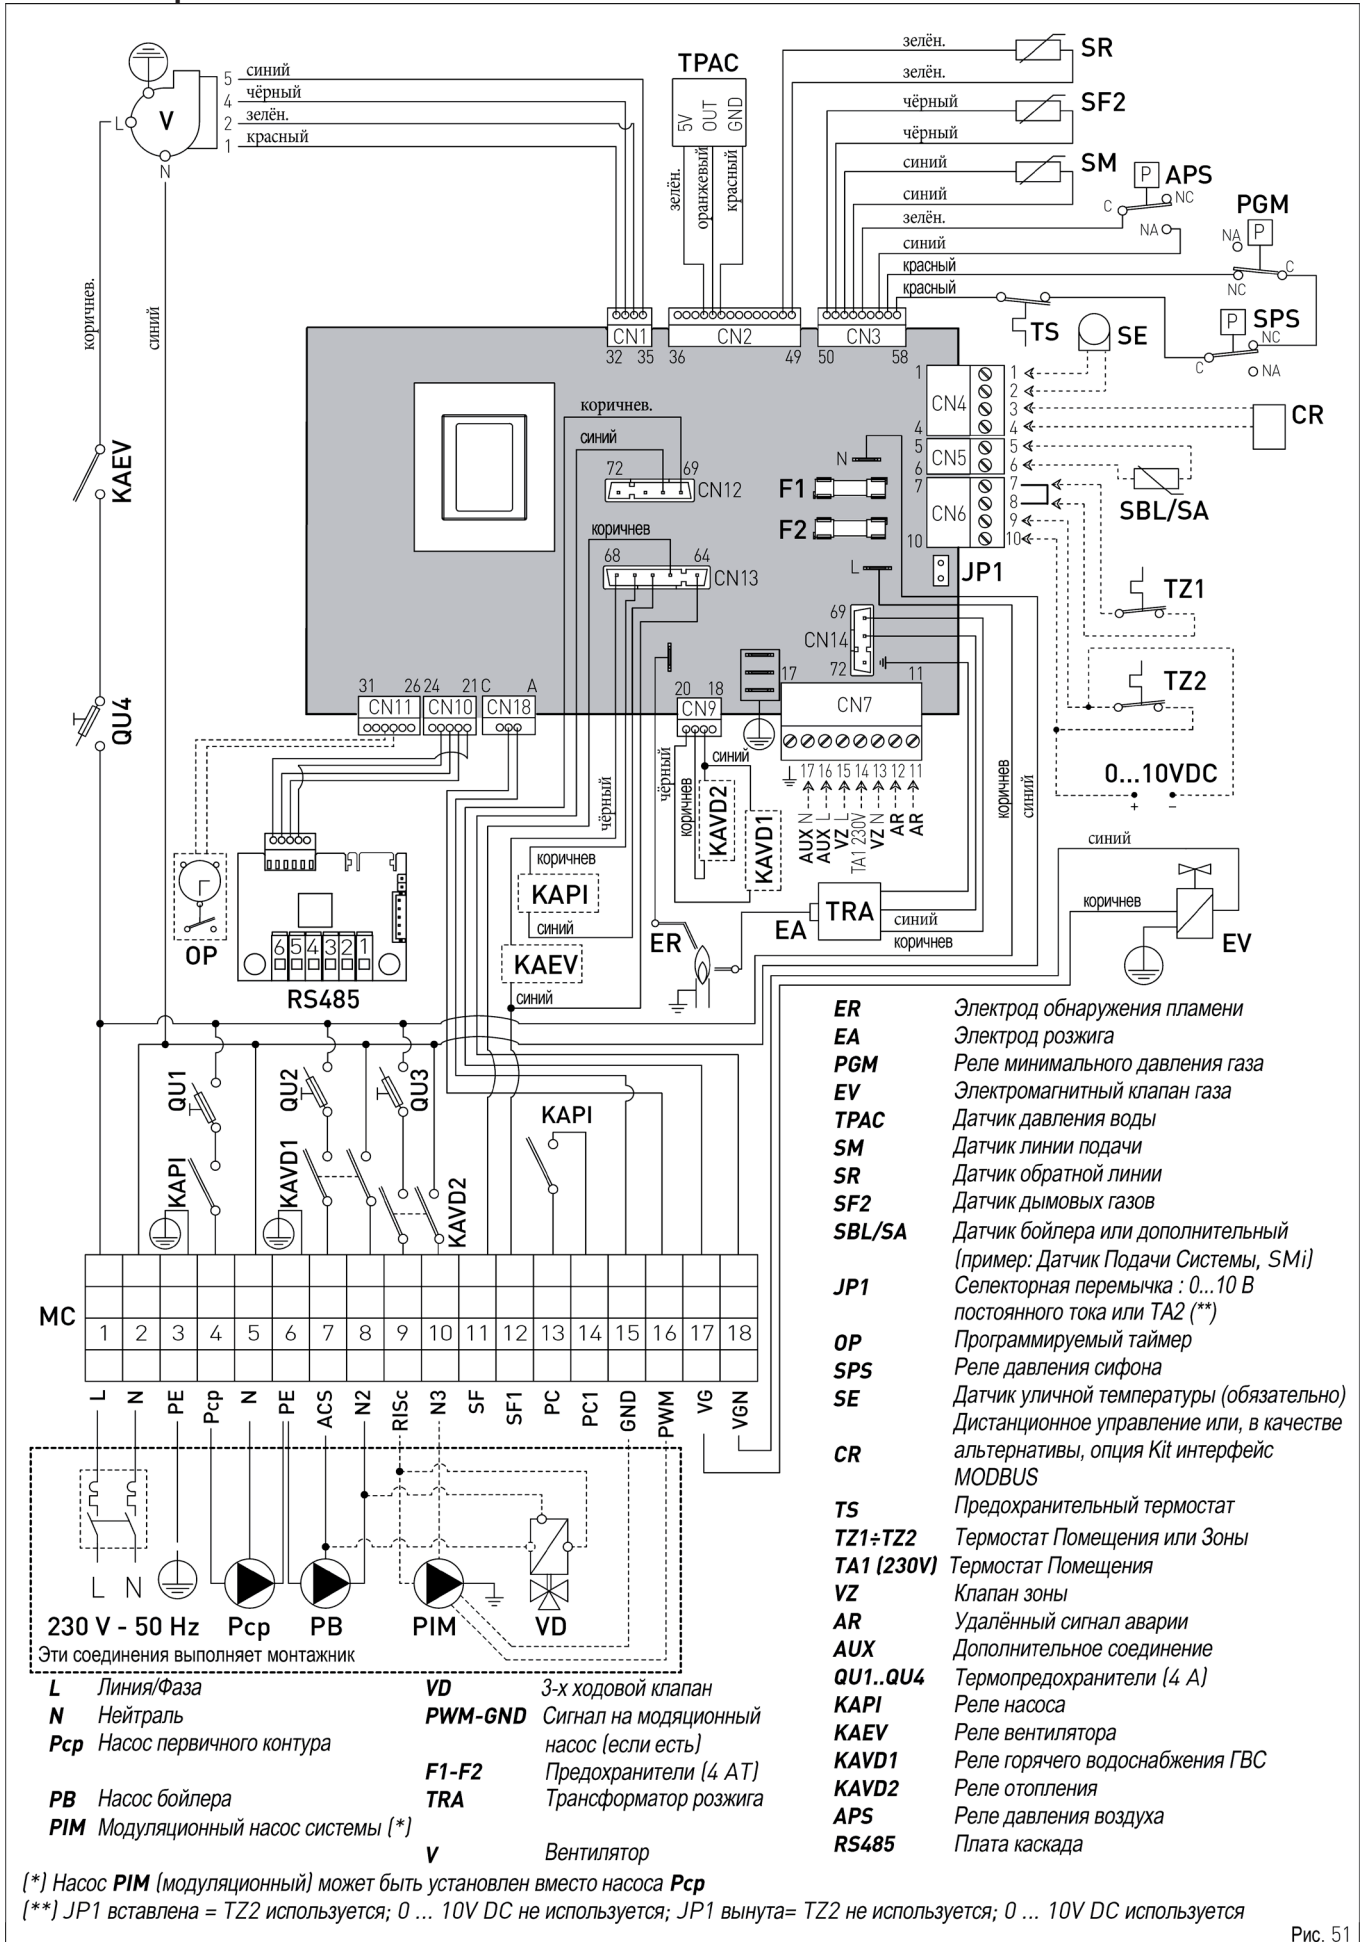 5 синий
4 чёрный
2 зелён.
1 красный
L
V
N
TPAC
5V
OUT
GND
зелён.
оранжевый
красный
зелён.
SR
зелён.
чёрный
SF2
чёрный
синий
SM
синий
зелён.
синий
красный
красный
P
APS
C
NC
NA
PGM
P
NA
C
NC
TS
SE
P
SPS
NC
C
NA
коричнев.
синий
CN1
32 35
CN2
36 49
CN3
50 58
CN4
1
4
1
2
3
4
CR
CN5
5
6
5
6
SBL/SA
CN6
7
10
7
8
9
10
JP1
TZ1
TZ2
0...10VDC
+ -
коричнев.
синий
72 69
CN12
N
F1
F2
L
коричнев
68 64
CN13
69
CN14
72
KAEV
QU4
31 26
CN11
24 21
CN10
C A
CN18
20 18
CN9
17 11
CN7
17 16 15 14 13 12 11
AUX N
AUX L
VZ L
TA1 230V
VZ N
AR
AR
чёрный
коричнев
синий
KAVD2
KAVD1
чёрный
коричнев
KAPI
синий
KAEV
синий
ER
EA
TRA
синий
коричнев
коричнев
синий
синий
коричнев
EV
OP
6 5 4 3 2 1
RS485
QU1
QU2
QU3
KAPI
KAVD1
KAVD2
KAPI
MC
1 2 3 4 5 6 7 8 9 10 11 12 13 14 15 16 17 18
L
N
PE
Pcp
N
PE
ACS
N2
RISc
N3
SF
SF1
PC
PC1
GND
PWM
VG
VGN
L N
230 V - 50 Hz
Pcp
PB
PIM
VD
Эти соединения выполняет монтажник
ER Электрод обнаружения пламени
EA Электрод розжига
PGM Реле минимального давления газа
EV Электромагнитный клапан газа
TPAC Датчик давления воды
SM Датчик линии подачи
SR Датчик обратной линии
SF2 Датчик дымовых газов
SBL/SA Датчик бойлера или дополнительный
(пример: Датчик Подачи Системы, SMi)
JP1 Селекторная перемычка : 0...10 В
постоянного тока или TA2 (**)
OP Программируемый таймер
SPS Реле давления сифона
SE Датчик уличной температуры (обязательно)
Дистанционное управление или, в качестве
CR альтернативы, опция Kit интерфейс
MODBUS
TS Предохранительный термостат
TZ1÷TZ2 Термостат Помещения или Зоны
TA1 (230V) Термостат Помещения
VZ Клапан зоны
AR Удалённый сигнал аварии
AUX Дополнительное соединение
QU1..QU4 Термопредохранители (4 A)
KAPI Реле насоса
KAEV Реле вентилятора
KAVD1 Реле горячего водоснабжения ГВС
KAVD2 Реле отопления
APS Реле давления воздуха
RS485 Плата каскада
L Линия/Фаза
N Нейтраль
Pcp Насос первичного контура
PB Насос бойлера
PIM Модуляционный насос системы (*)
VD 3-х ходовой клапан
PWM-GND Сигнал на модяционный
насос (если есть)
F1-F2 Предохранители (4 AT)
TRA Трансформатор розжига
V Вентилятор
(*) Насос PIM (модуляционный) может быть установлен вместо насоса Pcp
(**) JP1 вставлена = TZ2 используется; 0 ... 10V DC не используется; JP1 вынута= TZ2 не используется; 0 ... 10V DC используется
Рис. 51